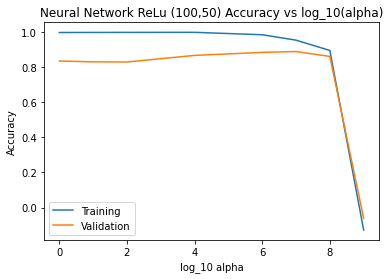 Neural Network ReLu (100,50) Accuracy vs log_10(alpha)
1.0
0.8
0.6
0.4
0.2
0.0
Accuracy
Training
Validation
0 2 4 6 8
log_10 alpha